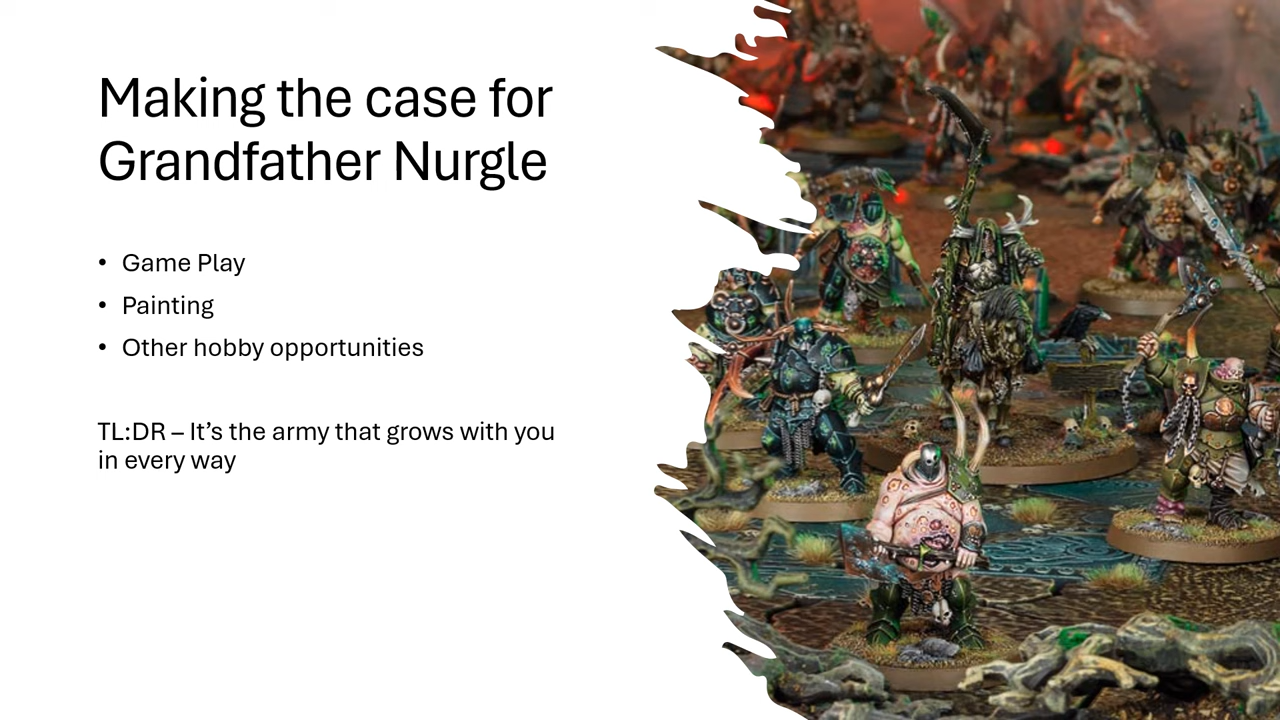 Making the case for
Grandfather Nurgle
• Game Play
• Painting
• Other hobby opportunities
TL:DR – It’s the army that grows with you
in every way